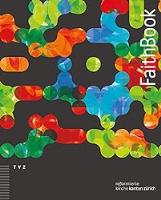 FaithBook
TVZ
reformierte
kirche kanton zürich